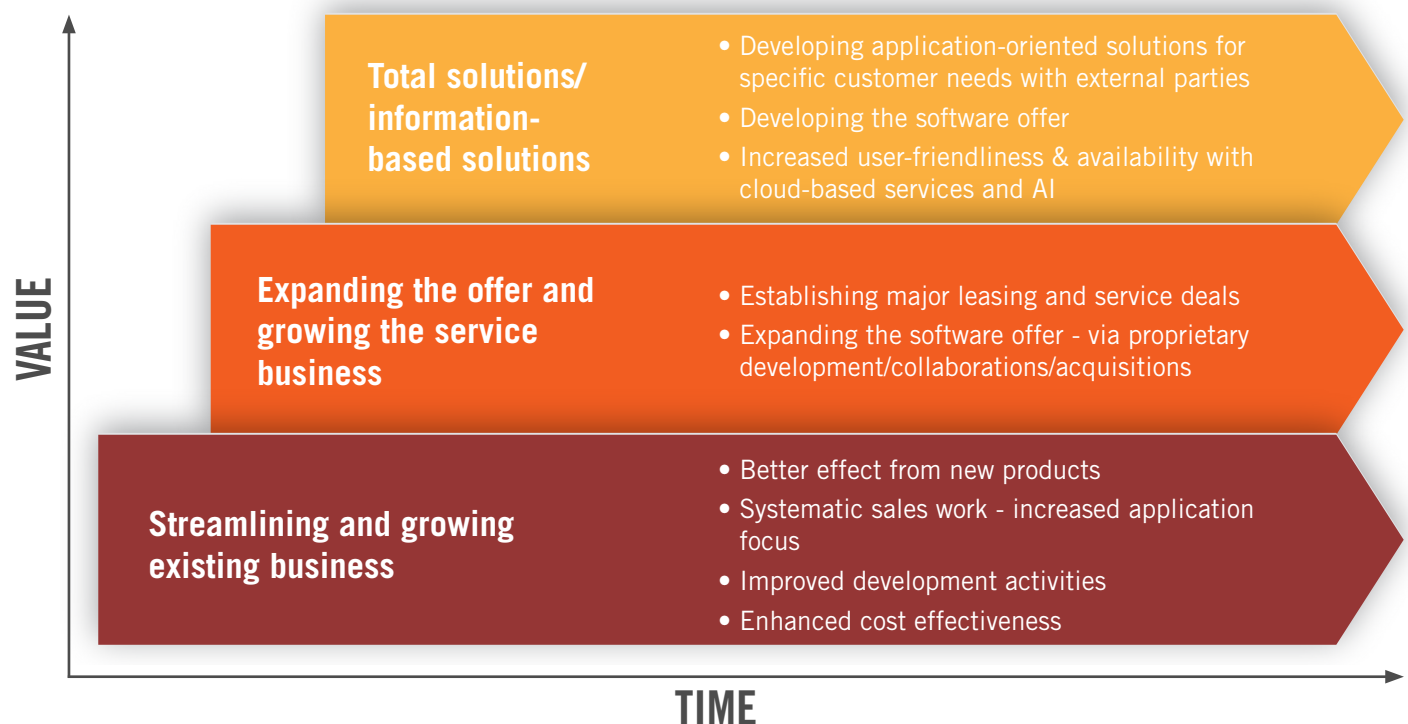 VALUE
Total solutions/
information-
based solutions
• Developing application-oriented solutions for
specific customer needs with external parties
• Developing the software offer
• Increased user-friendliness & availability with
cloud-based services and AI
Expanding the offer and
growing the service
business
• Establishing major leasing and service deals
• Expanding the software offer - via proprietary
development/collaborations/acquisitions
Streamlining and growing
existing business
• Better effect from new products
• Systematic sales work - increased application
focus
• Improved development activities
• Enhanced cost effectiveness
TIME